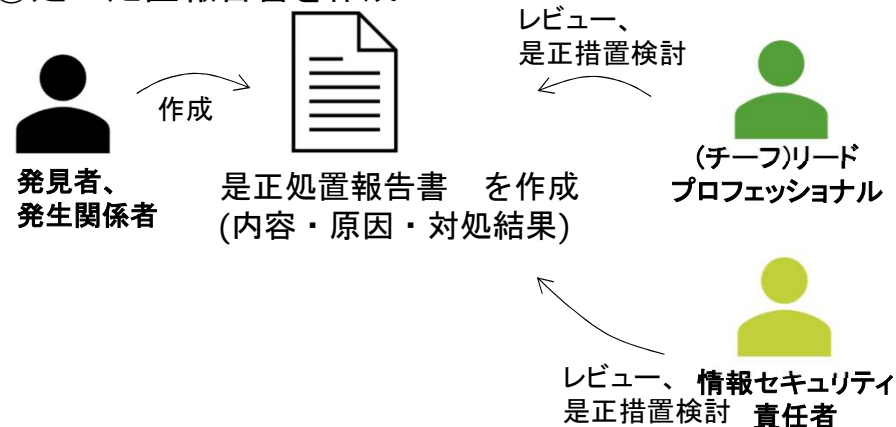 レビュー、
是正措置検討
作成
発見者、
発生関係者
是正処置報告書　を作成
(内容・原因・対処結果)
(チーフ)リード
プロフェッショナル
レビュー、
是正措置検討
情報セキュリティ
責任者